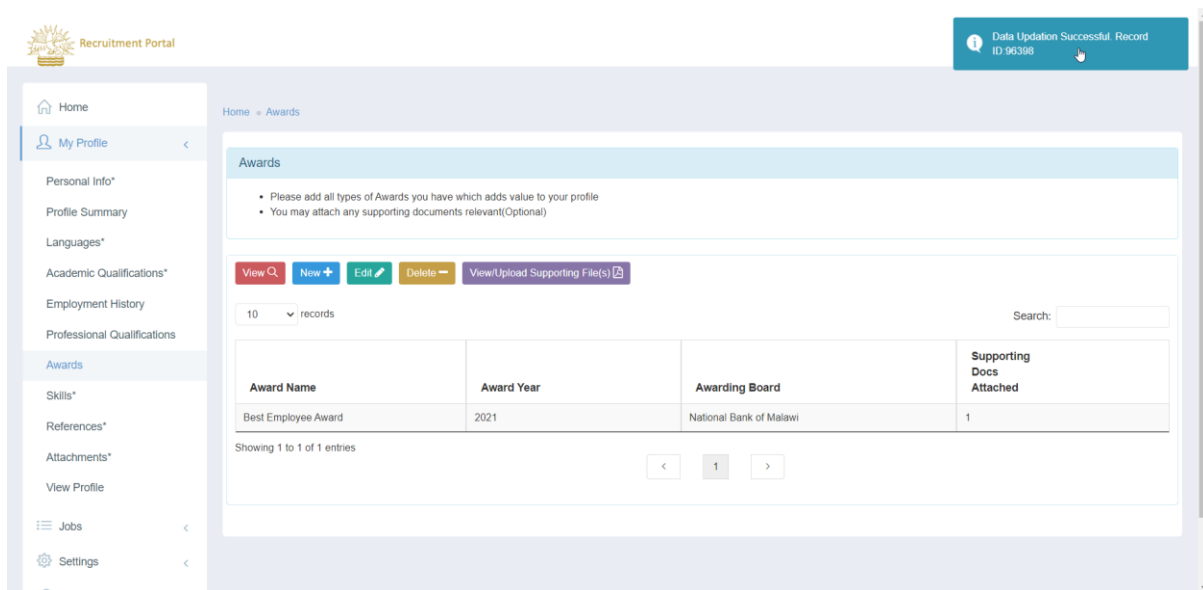 Recruitment Portal
Data Updation Successful. Record
ID:96398
Home
My Profile
Personal Info*
Profile Summary
Languages*
Academic Qualifications*
Employment History
Professional Qualifications
Awards
Skills*
References*
Attachments*
View Profile
Jobs
Settings
Home Awards
Awards
Please add all types of Awards you have which adds value to your profile
You may attach any supporting documents relevant(Optional)
View New Edit Delete View/Upload Supporting File(s)
10 records Search:
Award Name Award Year Awarding Board Supporting
Docs
Attached
Best Employee Award 2021 National Bank of Malawi 1
Showing 1 to 1 of 1 entries
< 1 >